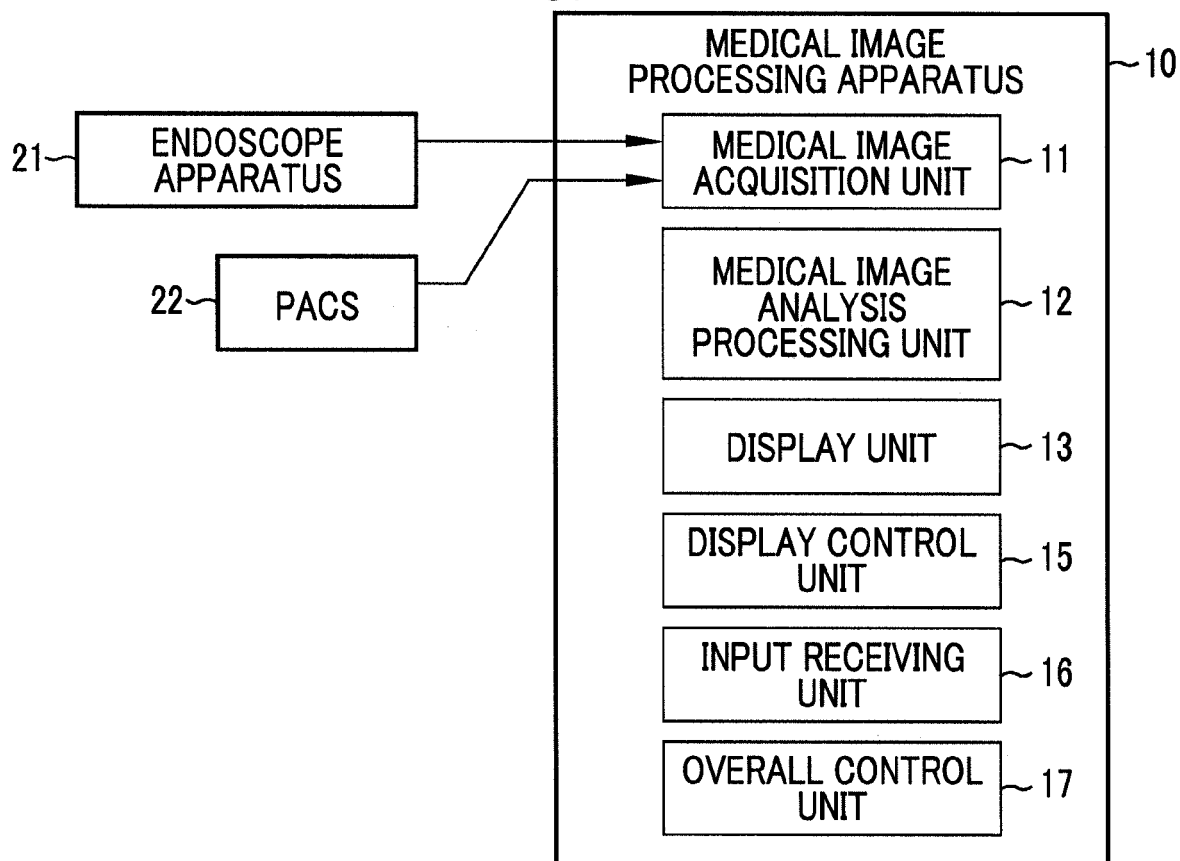 MEDICAL IMAGE
PROCESSING APPARATUS
10
21
ENDOSCOPE
APPARATUS
MEDICAL IMAGE
ACQUISITION UNIT
11
22
PACS
MEDICAL IMAGE
ANALYSIS
PROCESSING UNIT
12
DISPLAY UNIT
13
DISPLAY CONTROL
UNIT
15
INPUT RECEIVING
UNIT
16
OVERALL CONTROL
UNIT
17